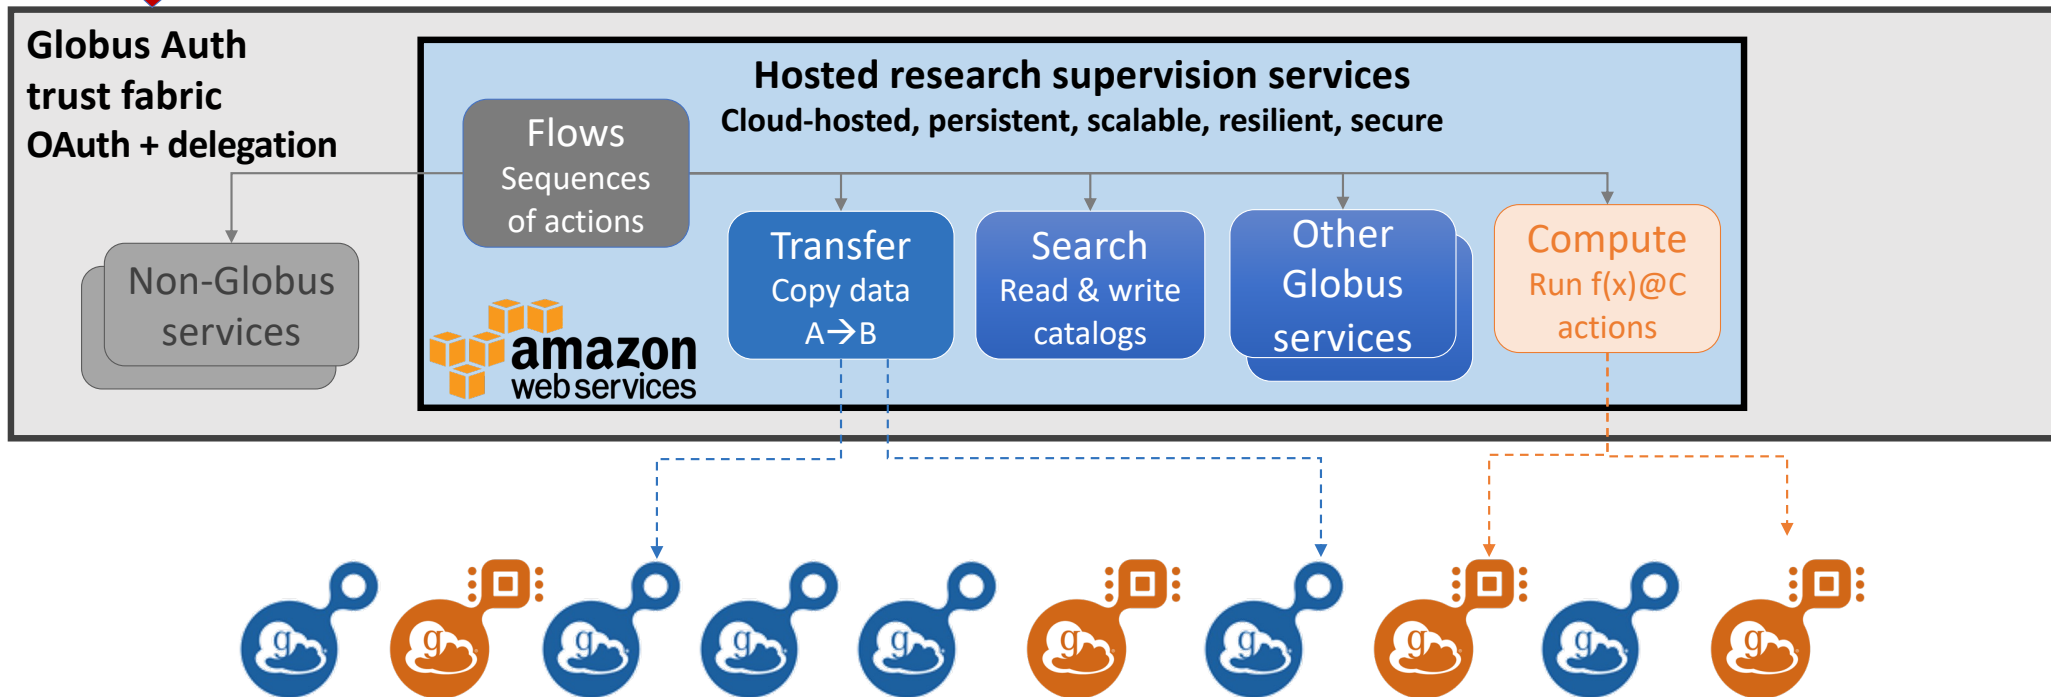 Globus Auth
trust fabric
OAuth + delegation
Hosted research supervision services
Cloud-hosted, persistent, scalable, resilient, secure
Flows
Sequences
of actions
Non-Globus
services
Transfer
Copy data
A→B
Search
Read & write
catalogs
Other
Globus
services
Compute
Run f(x)@C
actions
amazon
web services
g
g
g
g
g
g
g
g
g
g